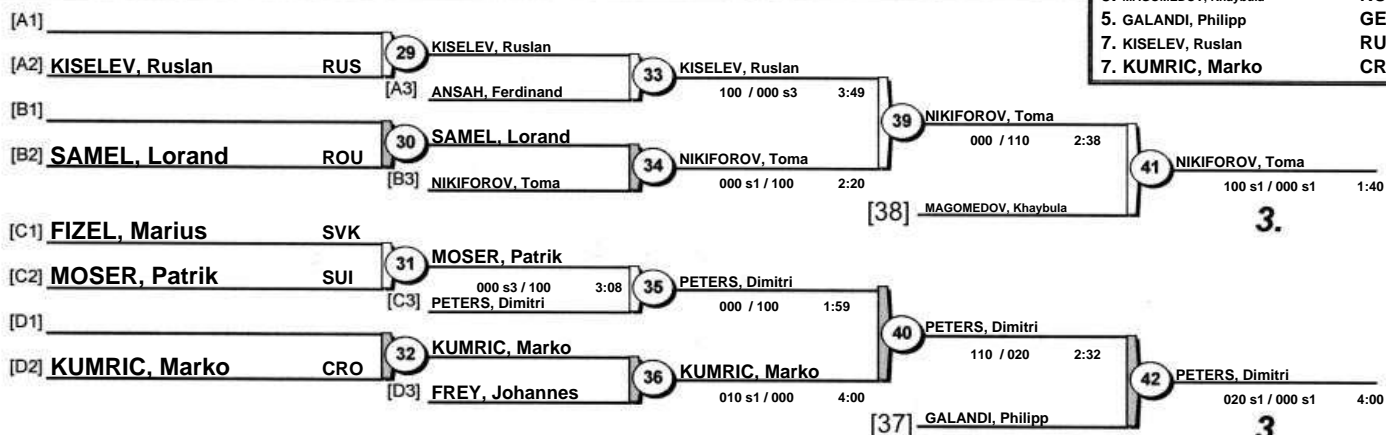 5. GALANDI, Philipp GE
7. KISELEV, Ruslan RU
7. KUMRIC, Marko CR
[A1]
[A2] KISELEV, Ruslan RUS
29
KISELEV, Ruslan
[A3] ANSAH, Ferdinand
33
KISELEV, Ruslan
100 / 000 s3 3:49
[B1]
[B2] SAMEL, Lorand ROU
30
SAMEL, Lorand
[B3] NIKIFOROV, Toma
34
NIKIFOROV, Toma
000 s1 / 100 2:20
39
NIKIFOROV, Toma
000 / 110 2:38
[38] MAGOMEDOV, Khaybula
41
NIKIFOROV, Toma
100 s1 / 000 s1 1:40
3.
[C1] FIZEL, Marius SVK
[C2] MOSER, Patrik SUI
31
MOSER, Patrik
000 s3 / 100 3:08
[C3] PETERS, Dimitri
35
PETERS, Dimitri
000 / 100 1:59
[D1]
[D2] KUMRIC, Marko CRO
32
KUMRIC, Marko
[D3] FREY, Johannes
36
KUMRIC, Marko
010 s1 / 000 4:00
40
PETERS, Dimitri
110 / 020 2:32
[37] GALANDI, Philipp
42
PETERS, Dimitri
020 s1 / 000 s1 4:00
3